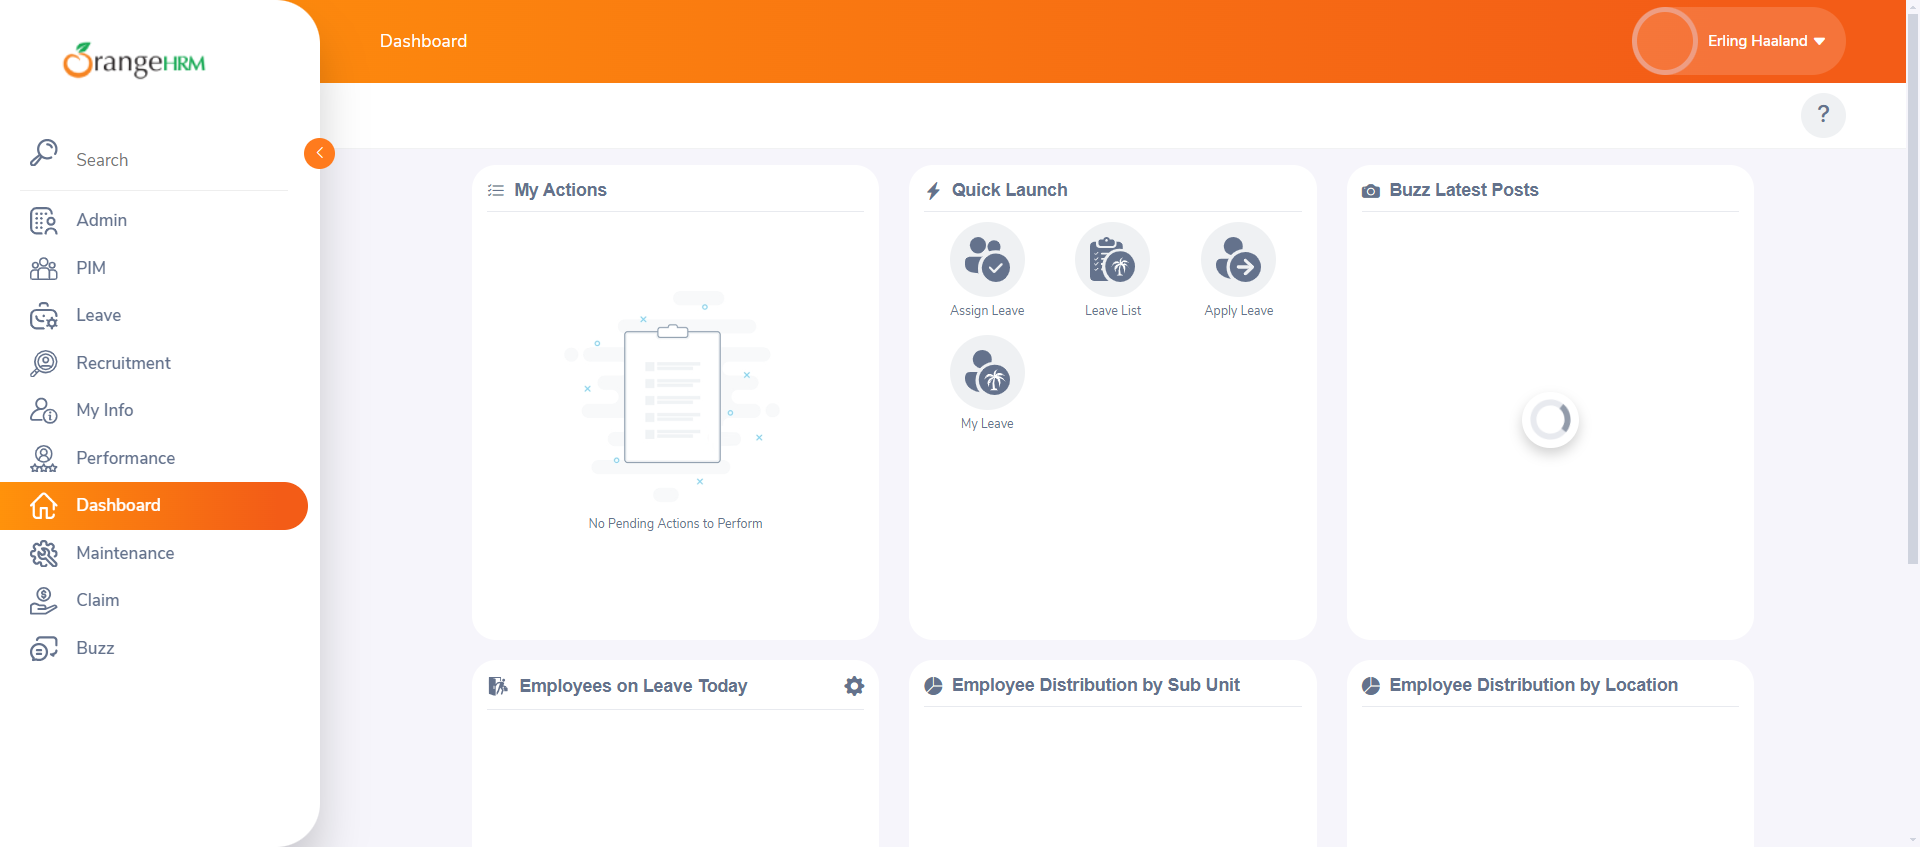 OrangeHRM
Dashboard
Erling Haaland
?
Search
Admin
PIM
Leave
Recruitment
My Info
Performance
Dashboard
Maintenance
Claim
Buzz
My Actions
No Pending Actions to Perform
Quick Launch
Assign Leave
Leave List
Apply Leave
My Leave
Buzz Latest Posts
Employees on Leave Today
Employee Distribution by Sub Unit
Employee Distribution by Location